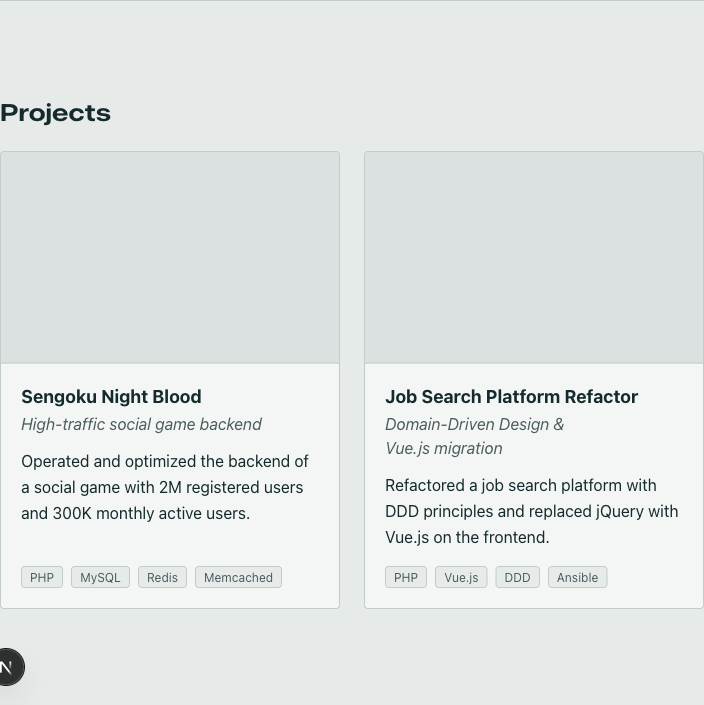 Projects
Sengoku Night Blood
High-traffic social game backend
Operated and optimized the backend of
a social game with 2M registered users
and 300K monthly active users.
PHP
MySQL
Redis
Memcached
Job Search Platform Refactor
Domain-Driven Design &
Vue.js migration
Refactored a job search platform with
DDD principles and replaced jQuery with
Vue.js on the frontend.
PHP
Vue.js
DDD
Ansible
N